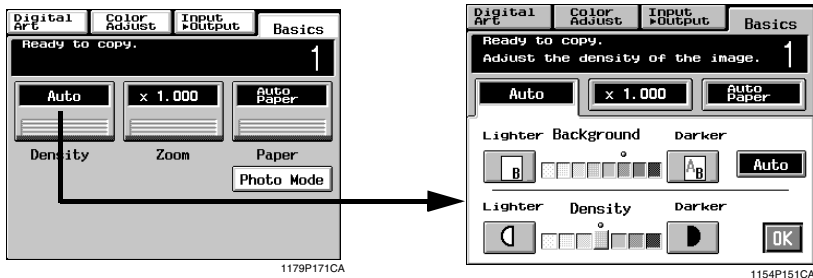 Digital Art
Color Adjust
Input ▸Output
Basics
Ready to copy.
1
Auto
x 1.000
Auto Paper
Density
Zoom
Paper
Photo Mode
1179P171CA
Digital Art
Color Adjust
Input ▸Output
Basics
Ready to copy.
Adjust the density of the image.
1
Auto
x 1.000
Auto Paper
Lighter Background Darker
B
A B
Auto
Lighter Density Darker
OK
1154P151CA